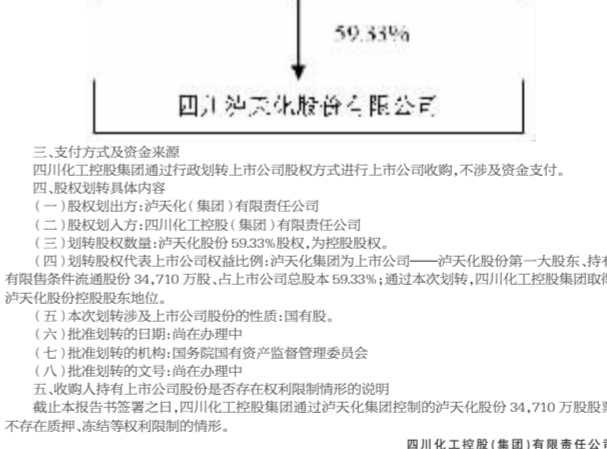 59.33%
四川泸天化股份有限公司
三、支付方式及资金来源
四川化工控股集团通过行政划转上市公司股权方式进行上市公司收购,不涉及资金支付。
四、股权划转具体内容
(一)股权划出方:泸天化(集团)有限责任公司
(二)股权划入方:四川化工控股(集团)有限责任公司
(三)划转股权数量:泸天化股份59.33%股权,为控股股权。
(四)划转股权代表上市公司权益比例:泸天化集团为上市公司——泸天化股份第一大股东、持有
有限售条件流通股份34,710万股、占上市公司总股本59.33%;通过本次划转,四川化工控股集团取得
泸天化股份控股股东地位。
(五)本次划转涉及上市公司股份的性质:国有股。
(六)批准划转的日期:尚在办理中
(七)批准划转的机构:国务院国有资产监督管理委员会
(八)批准划转的文号:尚在办理中
五、收购人持有上市公司股份是否存在权利限制情形的说明
截止本报告书签署之日,四川化工控股集团通过泸天化集团控制的泸天化股份34,710万股股票
不存在质押、冻结等权利限制的情形。
四川化工控股(集团)有限责任公司